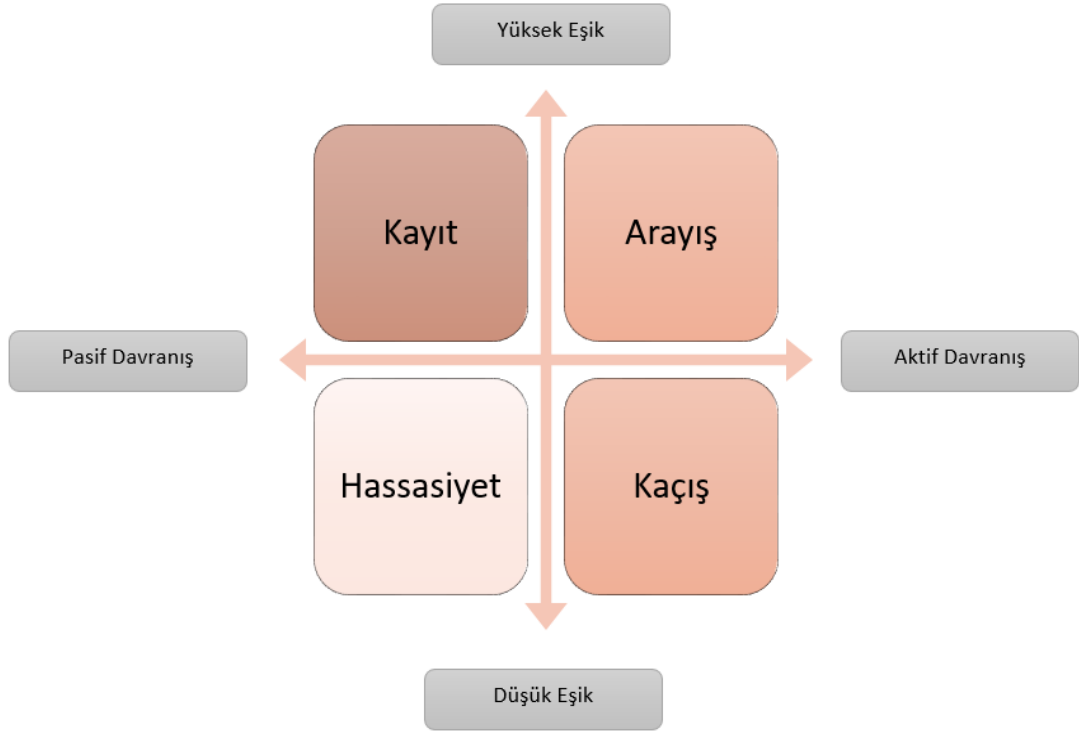 Yüksek Eşik
Kayıt
Arayış
Pasif Davranış
Aktif Davranış
Hassasiyet
Kaçış
Düşük Eşik